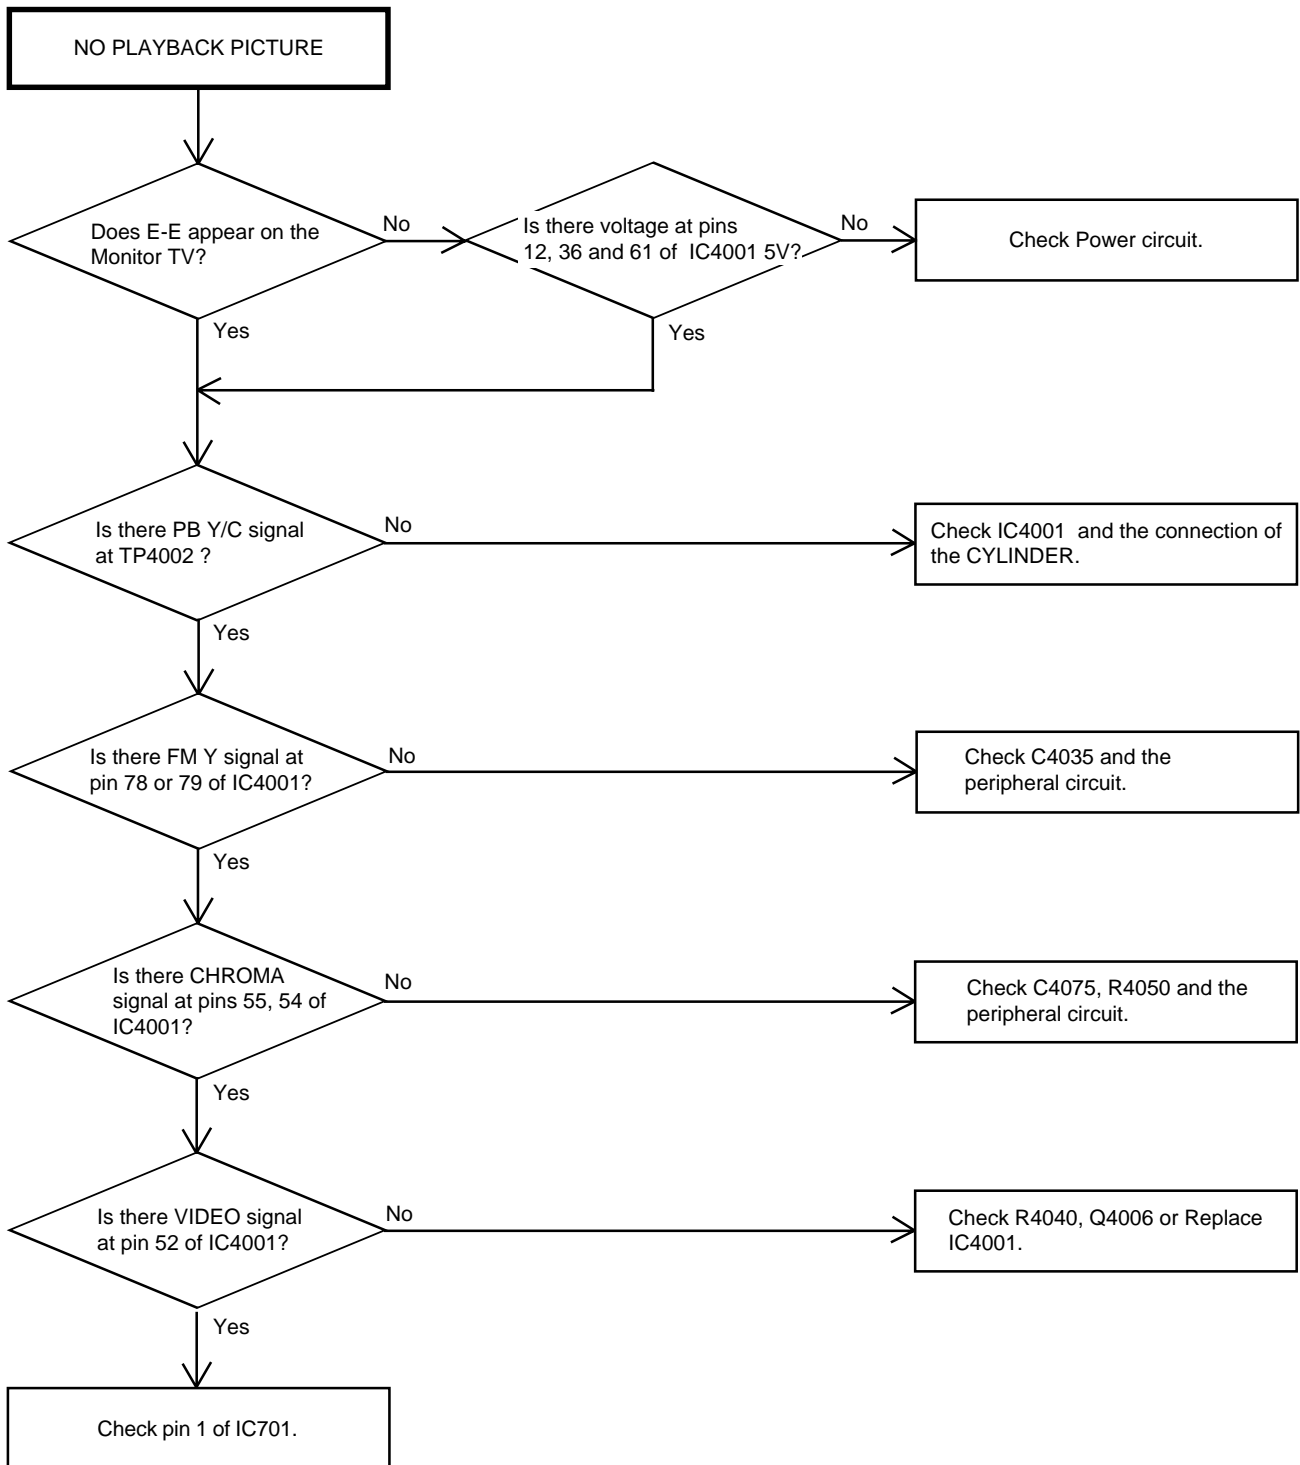 NO PLAYBACK PICTURE
Does E-E appear on the
Monitor TV?
No
Is there voltage at pins
12, 36 and 61 of IC4001 5V?
No
Check Power circuit.
Yes
Yes
Is there PB Y/C signal
at TP4002 ?
No
Check IC4001 and the connection of
the CYLINDER.
Yes
Is there FM Y signal at
pin 78 or 79 of IC4001?
No
Check C4035 and the
peripheral circuit.
Yes
Is there CHROMA
signal at pins 55, 54 of
IC4001?
No
Check C4075, R4050 and the
peripheral circuit.
Yes
Is there VIDEO signal
at pin 52 of IC4001?
No
Check R4040, Q4006 or Replace
IC4001.
Yes
Check pin 1 of IC701.